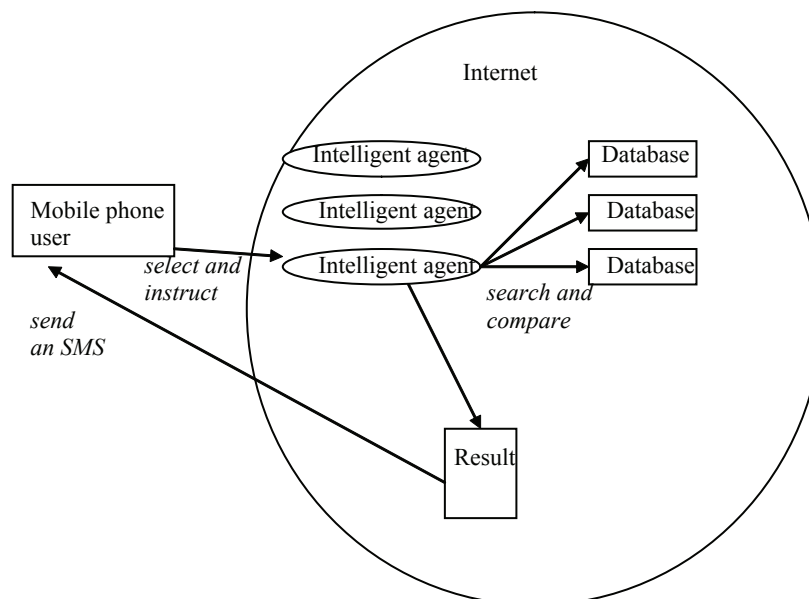 Internet
Intelligent agent
Database
Intelligent agent
Database
Mobile phone
user
Intelligent agent
Database
select and
instruct
search and
compare
send
an SMS
Result